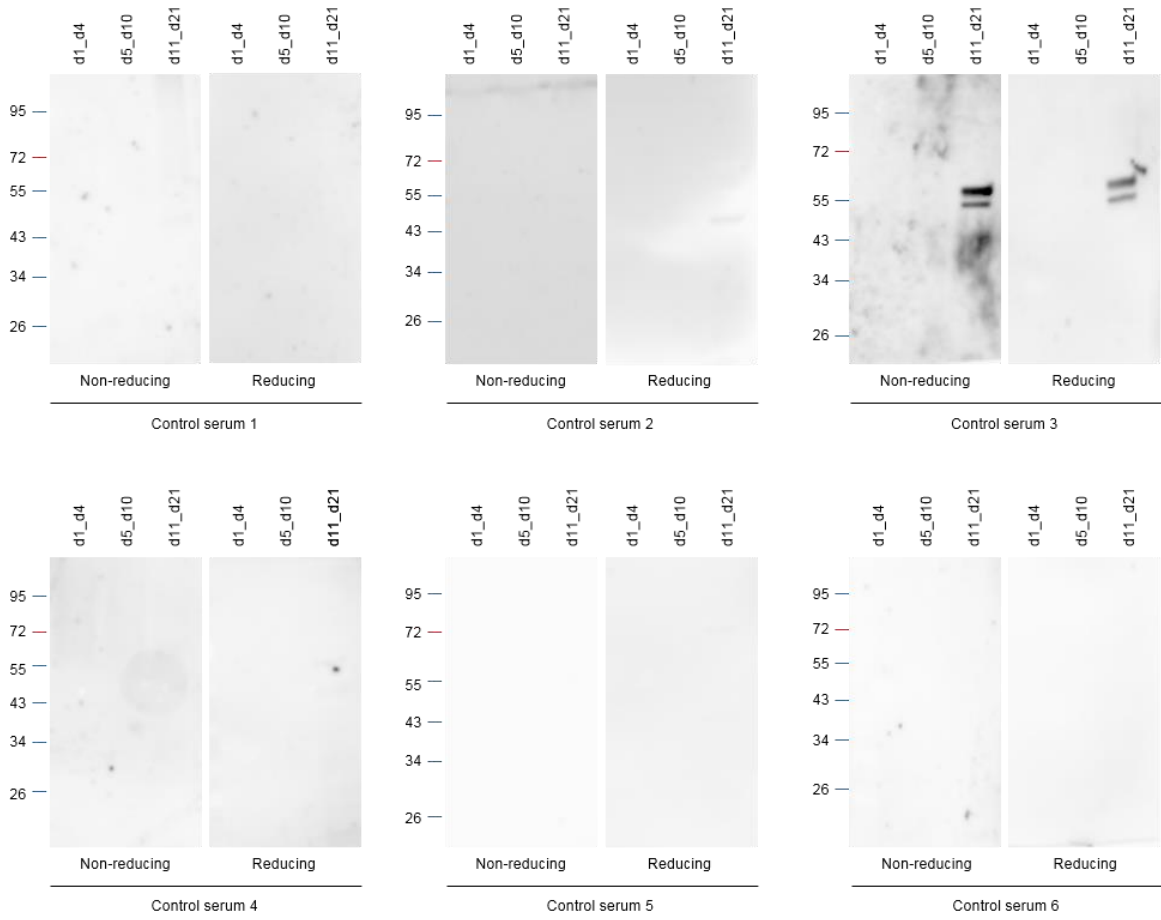 d1_d4 d5_d10 d11_d21 d1_d4 d5_d10 d11_d21
95
72
55
43
34
26
Non-reducing Reducing
Control serum 1
d1_d4 d5_d10 d11_d21 d1_d4 d5_d10 d11_d21
95
72
55
43
34
26
Non-reducing Reducing
Control serum 2
d1_d4 d5_d10 d11_d21 d1_d4 d5_d10 d11_d21
95
72
55
43
34
26
Non-reducing Reducing
Control serum 3
d1_d4 d5_d10 d11_d21 d1_d4 d5_d10 d11_d21
95
72
55
43
34
26
Non-reducing Reducing
Control serum 4
d1_d4 d5_d10 d11_d21 d1_d4 d5_d10 d11_d21
95
72
55
43
34
26
Non-reducing Reducing
Control serum 5
d1_d4 d5_d10 d11_d21 d1_d4 d5_d10 d11_d21
95
72
55
43
34
26
Non-reducing Reducing
Control serum 6